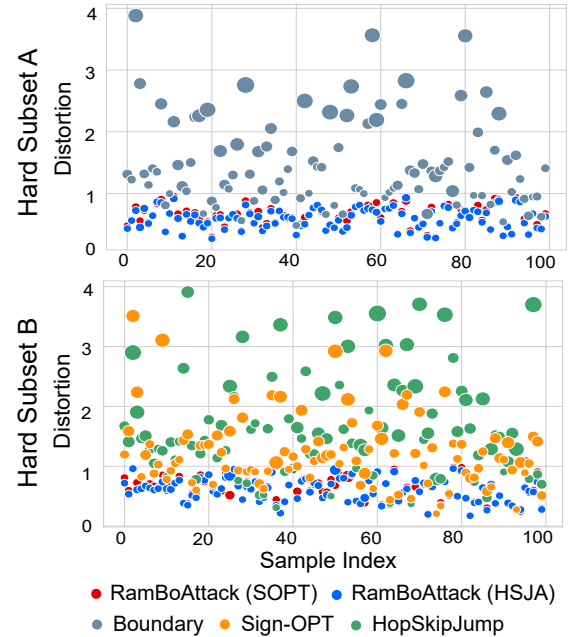 Hard Subset A
Distortion
4
3
2
1
0
0 20 40 60 80 100
Hard Subset B
Distortion
4
3
2
1
0
0 20 40 60 80 100
Sample Index
RamBoAttack (SOPT) RamBoAttack (HSJA)
Boundary Sign-OPT HopSkipJump